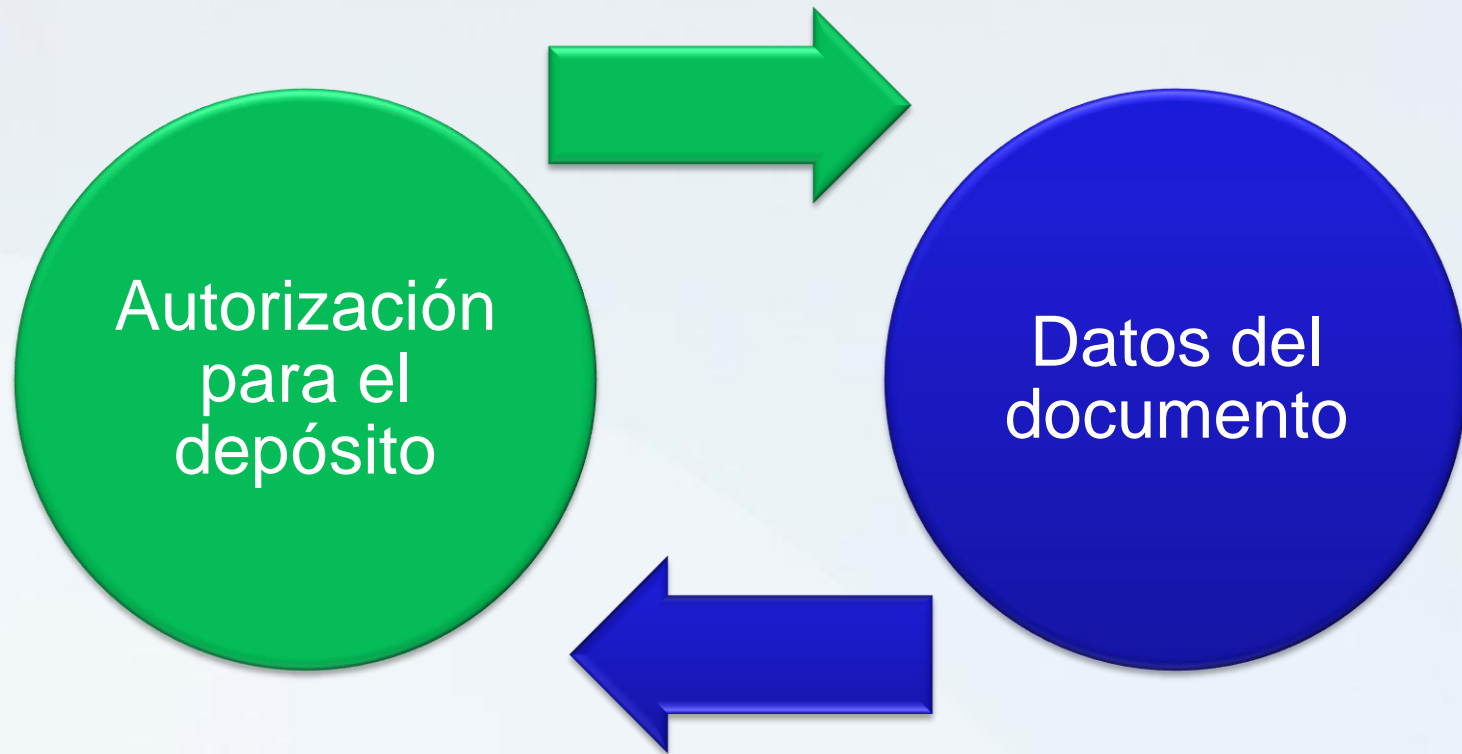 Autorización
para el
depósito
Datos del
documento